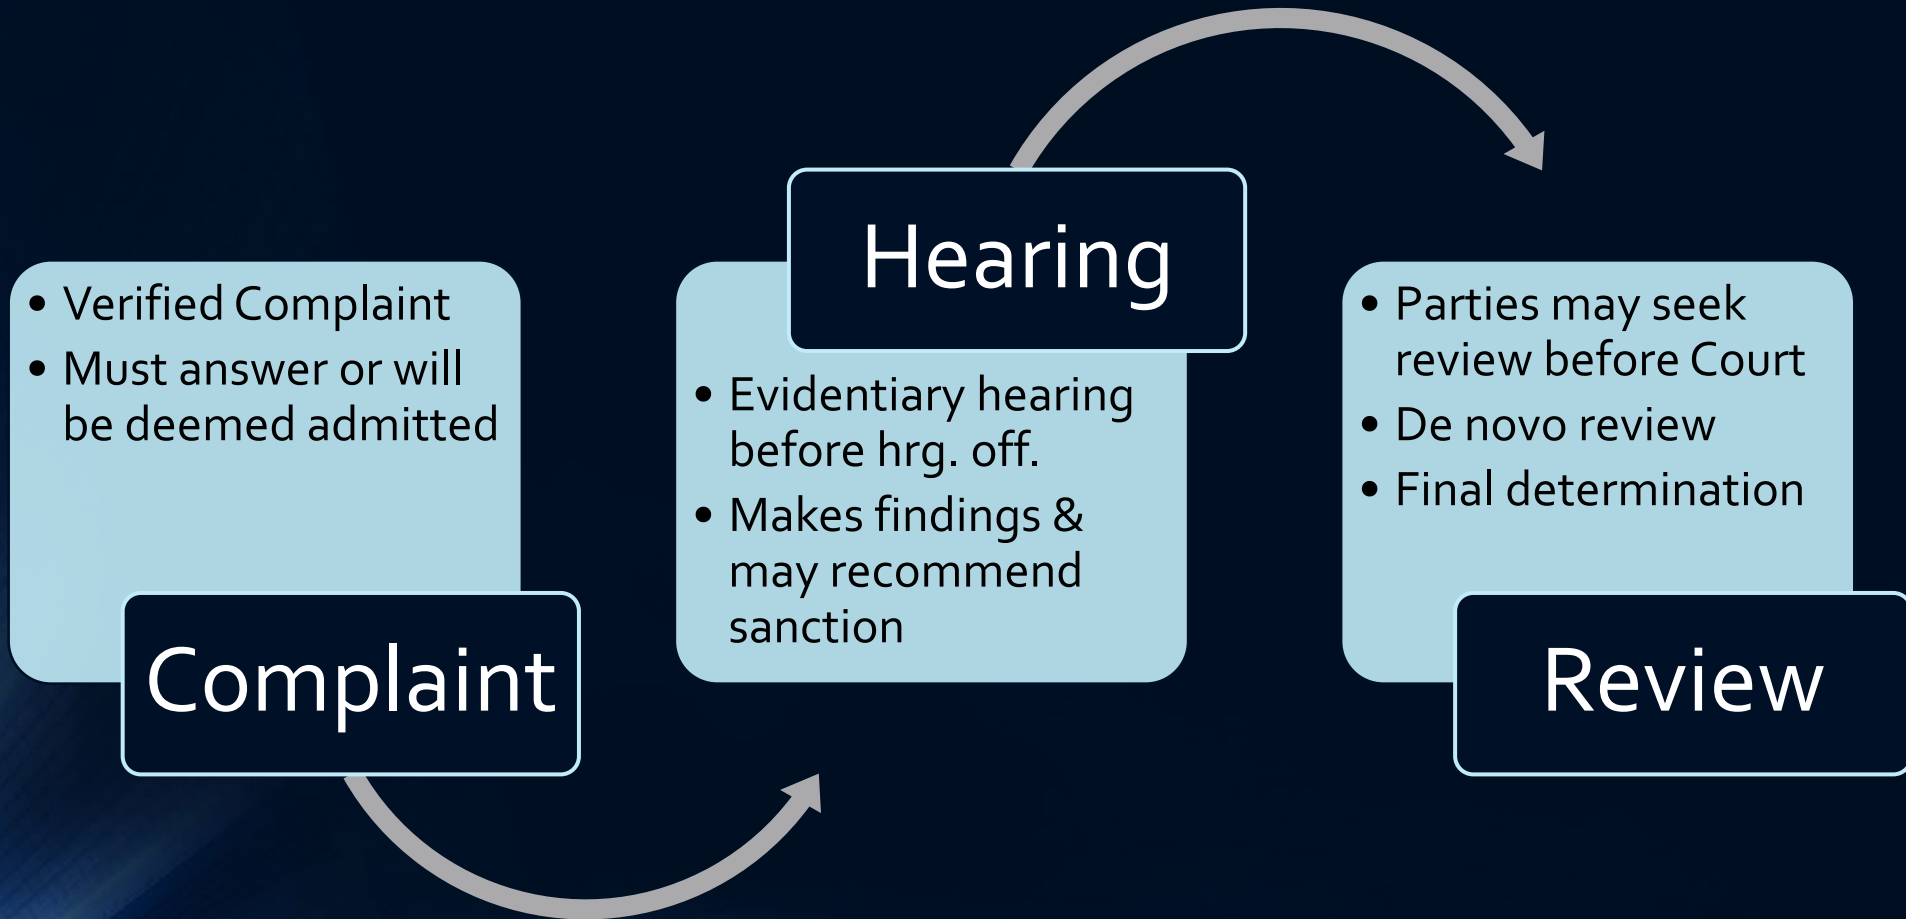 • Verified Complaint
• Must answer or will
be deemed admitted
Complaint
Hearing
• Evidentiary hearing
before hrg. off.
• Makes findings &
may recommend
sanction
• Parties may seek
review before Court
• De novo review
• Final determination
Review